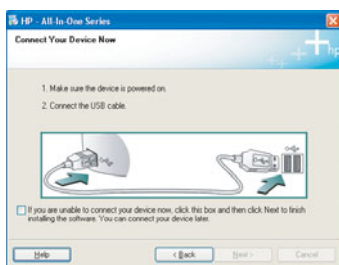 HP - All-In-One Series
Connect Your Device Now
hp
1. Make sure the device is powered on.
2. Connect the USB cable.
If you are unable to connect your device now, click this box and then click Next to finish
installing the software. You can connect your device later.
Help
< Back
Next >
Cancel